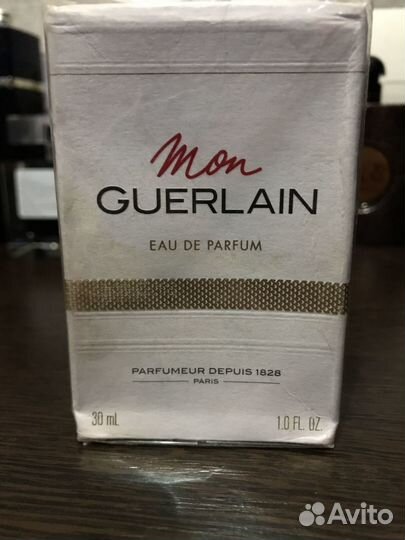 Mon
GUERLAIN
EAU DE PARFUM
PARFUMEUR DEPUIS 1828
PARIS
30 mL 1.0 FL. OZ.
Avito